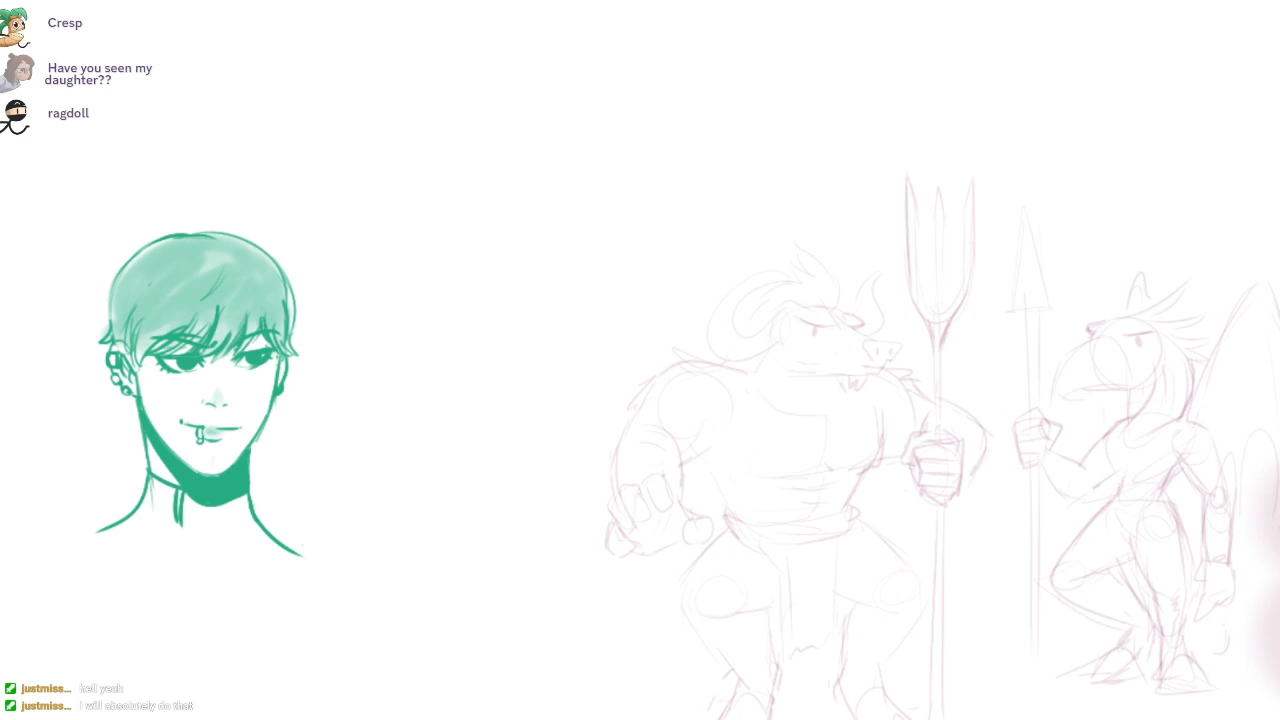 Cresp
Have you seen my
daughter??
ragdoll
justmiss... hell yeah
justmiss... I will absolutely do that